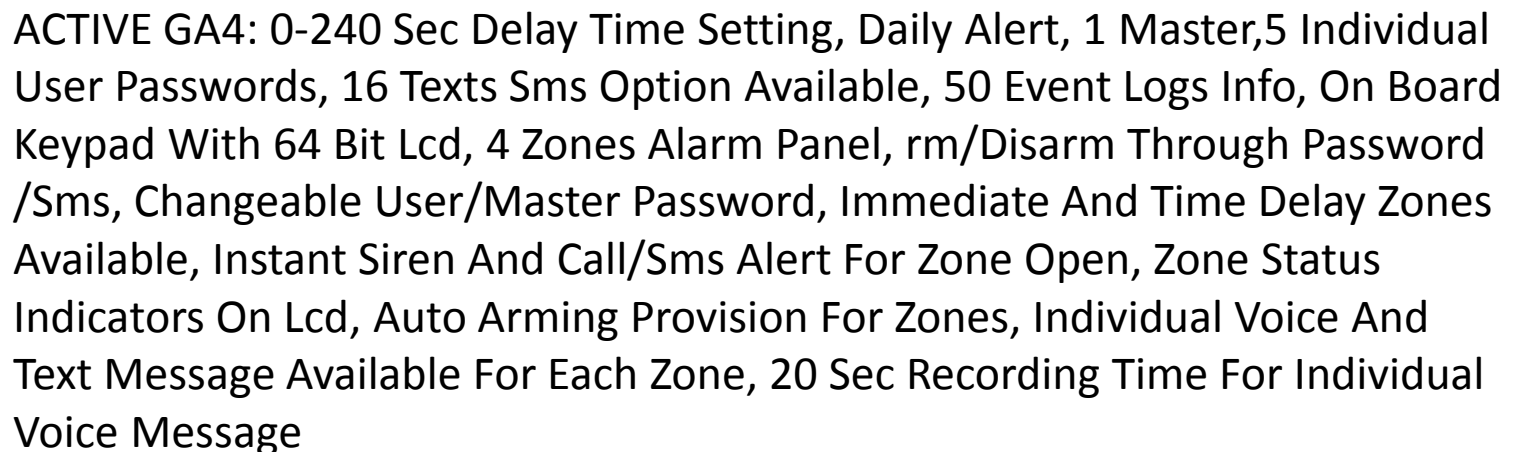 ACTIVE GA4: 0-240 Sec Delay Time Setting, Daily Alert, 1 Master,5 Individual
User Passwords, 16 Texts Sms Option Available, 50 Event Logs Info, On Board
Keypad With 64 Bit Lcd, 4 Zones Alarm Panel, rm/Disarm Through Password
/Sms, Changeable User/Master Password, Immediate And Time Delay Zones
Available, Instant Siren And Call/Sms Alert For Zone Open, Zone Status
Indicators On Lcd, Auto Arming Provision For Zones, Individual Voice And
Text Message Available For Each Zone, 20 Sec Recording Time For Individual
Voice Message